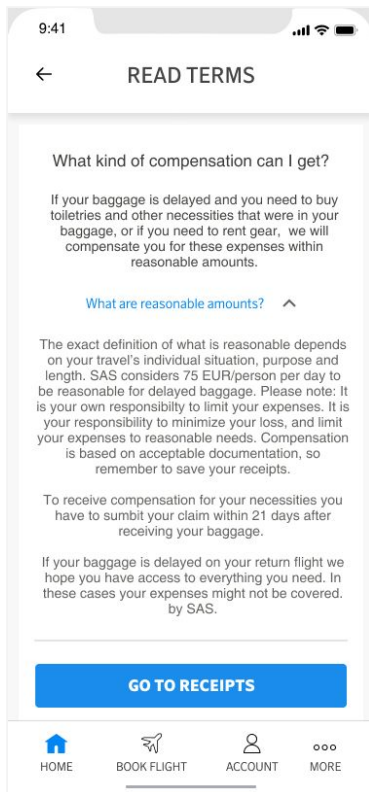 9:41
READ TERMS
What kind of compensation can I get?
If your baggage is delayed and you need to buy
toiletries and other necessities that were in your
baggage, or if you need to rent gear, we will
compensate you for these expenses within
reasonable amounts.
What are reasonable amounts?
The exact definition of what is reasonable depends
on your travel's individual situation, purpose and
length. SAS considers 75 EUR/person per day to
be reasonable for delayed baggage. Please note: It
is your own responsibilty to limit your expenses. It is
your responsibility to minimize your loss, and limit
your expenses to reasonable needs. Compensation
is based on acceptable documentation, so
remember to save your receipts.
To receive compensation for your necessities you
have to sumbit your claim within 21 days after
receiving your baggage.
If your baggage is delayed on your return flight we
hope you have access to everything you need. In
these cases your expenses might not be covered.
by SAS.
GO TO RECEIPTS
HOME BOOK FLIGHT ACCOUNT MORE